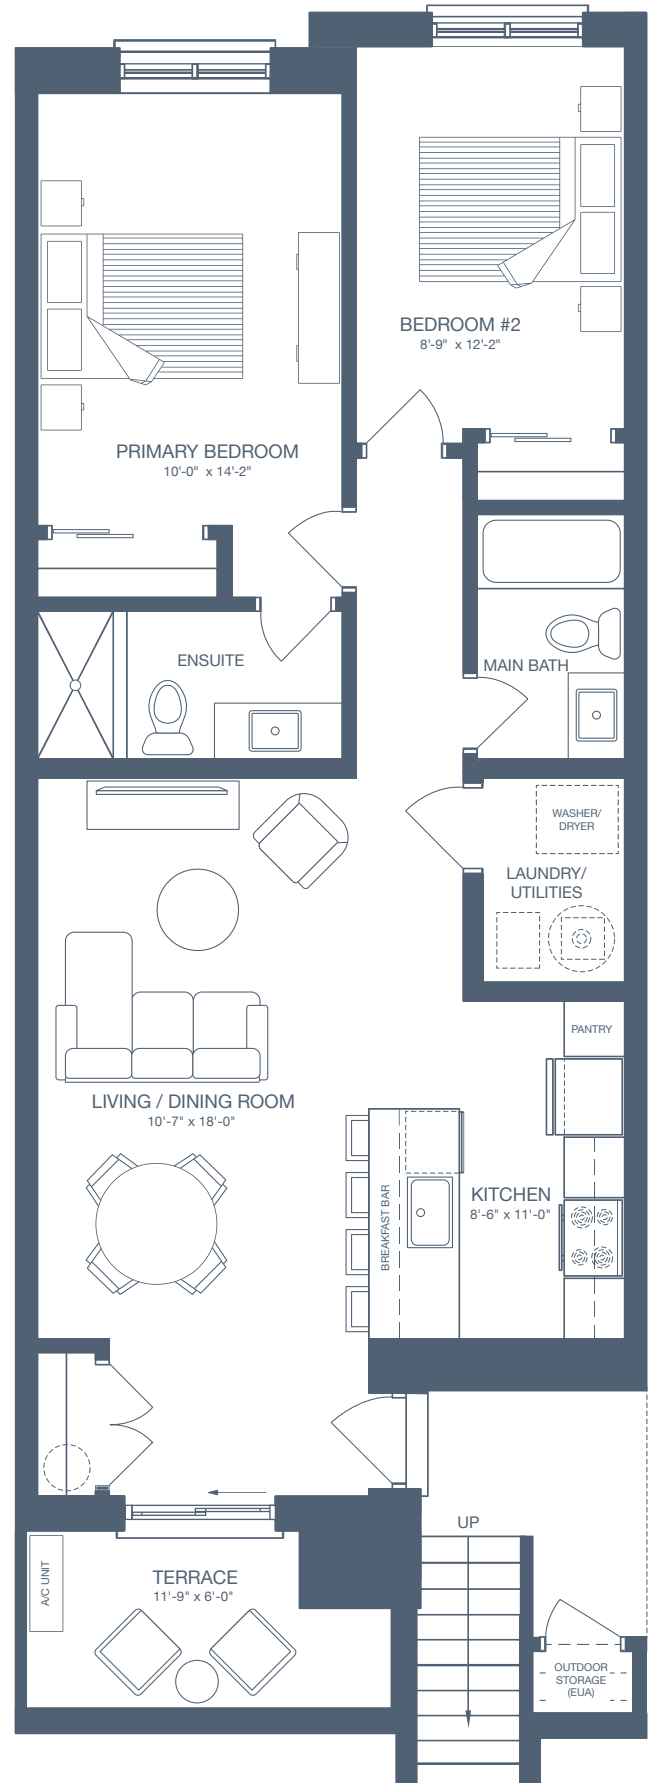 BEDROOM #2
8'-9" x 12'-2"
PRIMARY BEDROOM
10'-0" x 14'-2"
ENSUITE
MAIN BATH
WASHER/
DRYER
LAUNDRY/
UTILITIES
PANTRY
LIVING / DINING ROOM
10'-7" x 18'-0"
BREAKFAST BAR
KITCHEN
8'-6" x 11'-0"
UP
A/C UNIT
TERRACE
11'-9" x 6'-0"
OUTDOOR
STORAGE
(EUA)